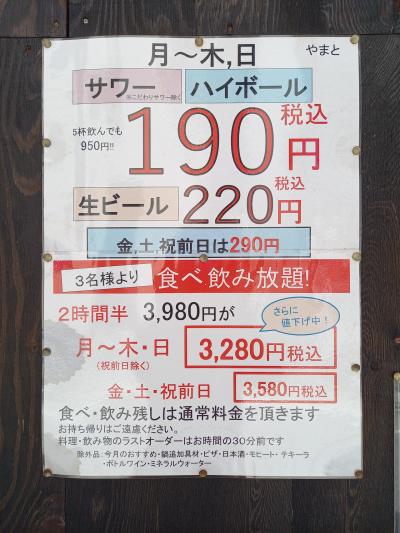 月～木,日
やまと
サワー
※こだわりサワー除く
ハイボール
5杯飲んでも
950円!!
190円
税込
生ビール
220円
税込
金,土,祝前日は290円
3名様より
食べ飲み放題!
2時間半 3,980円が
さらに
値下げ中!
月～木・日
(祝前日除く)
3,280円税込
金・土・祝前日
3,580円税込
食べ・飲み残しは通常料金を頂きます
お持ち帰りはご遠慮ください。
料理・飲み物のラストオーダーはお時間の30分前です
除外品：今月のおすすめ・鍋追加具材・ピザ・日本酒・モヒート・テキーラ
・ボトルワイン・ミネラルウォーター